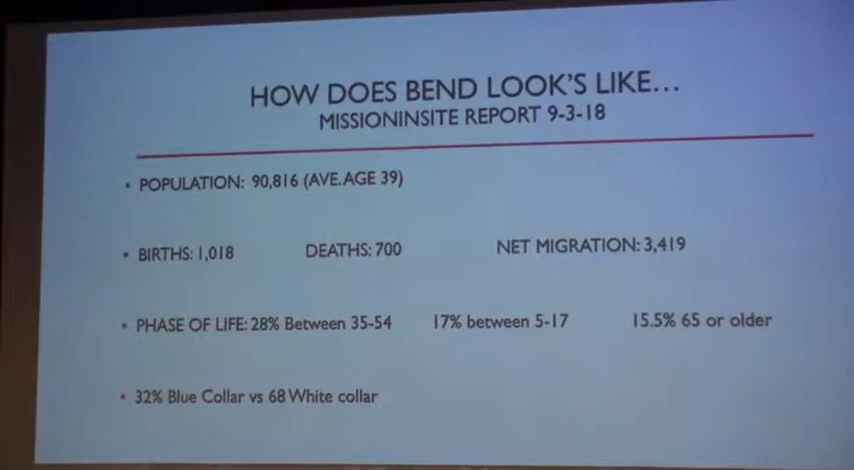 HOW DOES BEND LOOK'S LIKE...
MISSIONINSITE REPORT 9-3-18
• POPULATION: 90,816 (AVE. AGE 39)
• BIRTHS: 1,018 DEATHS: 700 NET MIGRATION: 3,419
• PHASE OF LIFE: 28% Between 35-54 17% between 5-17 15.5% 65 or older
• 32% Blue Collar vs 68 White collar